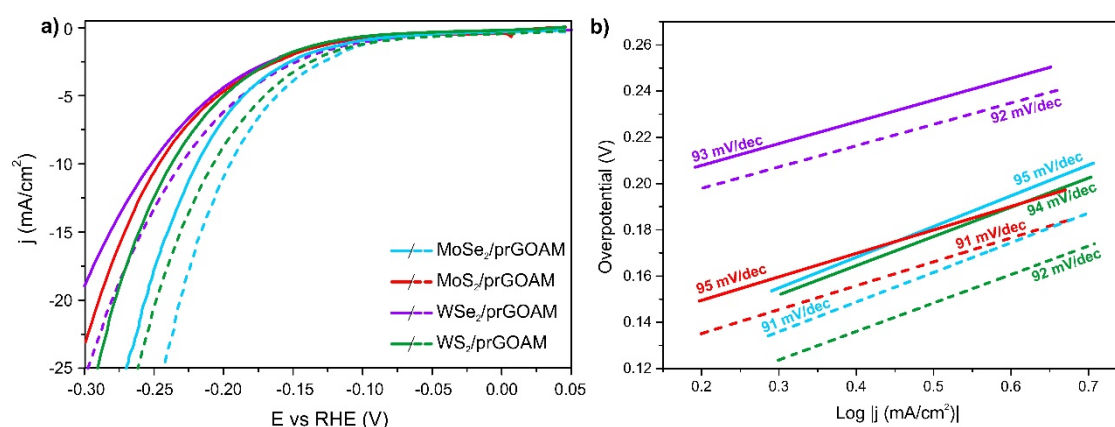 a)
0
-5
-10
-15
-20
-25
j (mA/cm²)
-0.30
-0.25
-0.20
-0.15
-0.10
-0.05
0.00
0.05
E vs RHE (V)
MoSe₂/prGOAM
MoS₂/prGOAM
WSe₂/prGOAM
WS₂/prGOAM
b)
0.26
0.24
0.22
0.20
0.18
0.16
0.14
0.12
Overpotential (V)
93 mV/dec
92 mV/dec
95 mV/dec
94 mV/dec
91 mV/dec
95 mV/dec
91 mV/dec
92 mV/dec
0.2
0.3
0.4
0.5
0.6
0.7
Log |j (mA/cm²)|